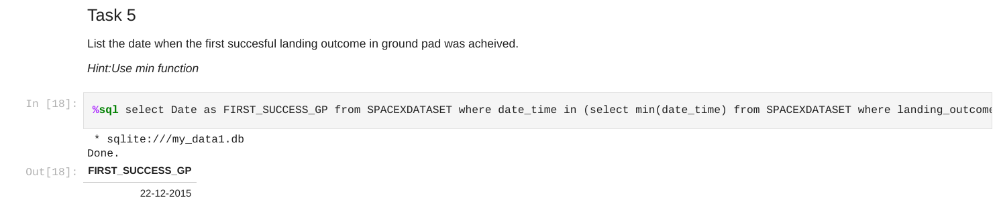 Task 5
List the date when the first succesful landing outcome in ground pad was acheived.
Hint:Use min function
In [18]: %sql select Date as FIRST_SUCCESS_GP from SPACEXDATASET where date_time in (select min(date_time) from SPACEXDATASET where landing_outcome
* sqlite:///my_data1.db
Done.
Out[18]: FIRST_SUCCESS_GP
22-12-2015